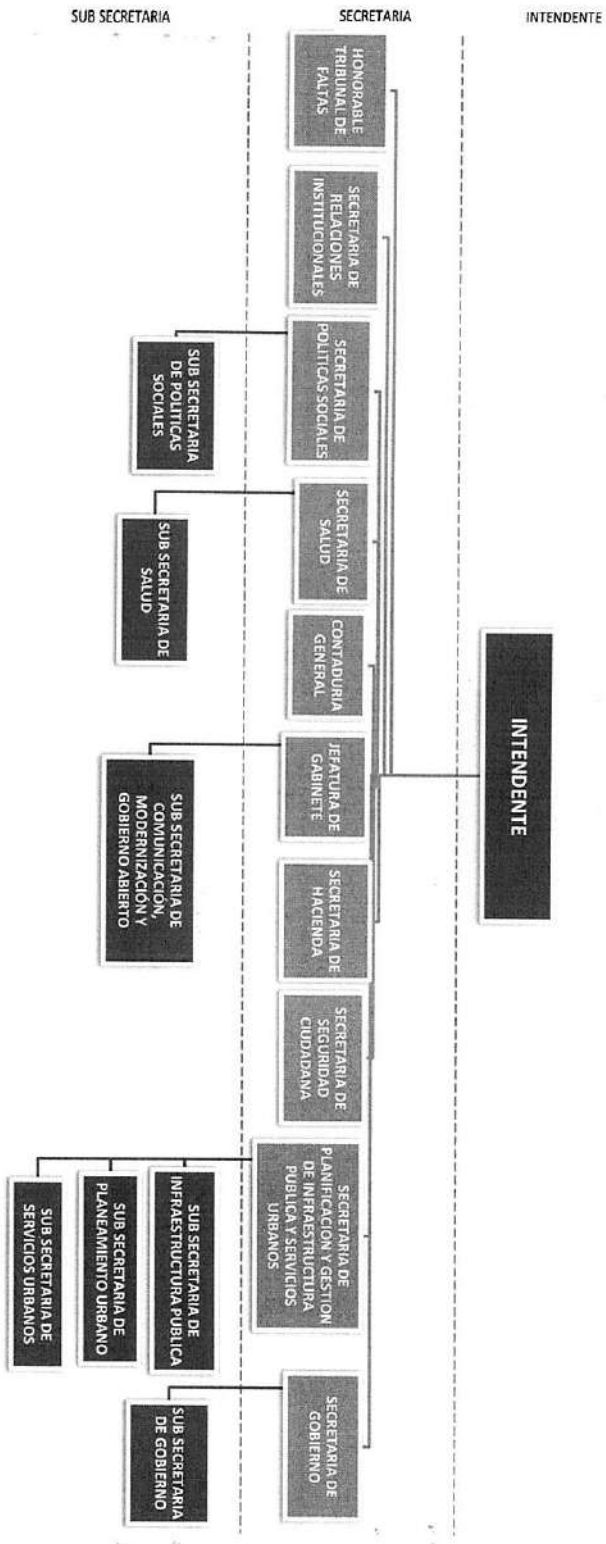 INTENDENTE
SECRETARIA
SUB SECRETARIA
INTENDENTE
HONORABLE
TRIBUNAL DE
FALTAS
SECRETARIA DE
RELACIONES
INSTITUCIONALES
SECRETARIA DE
POLITICAS SOCIALES
SECRETARIA DE
SALUD
CONTADURIA
GENERAL
JEFATURA DE
GABINETE
SECRETARIA DE
HACIENDA
SECRETARIA DE
SEGURIDAD
CIUDADANA
SECRETARIA DE
PLANIFICACION Y GESTION
DE INFRAESTRUCTURA
PUBLICA Y SERVICIOS
URBANOS
SECRETARIA DE
GOBIERNO
SUB SECRETARIA
DE POLITICAS
SOCIALES
SUB SECRETARIA DE
SALUD
SUB SECRETARIA DE
COMUNICACIÓN,
MODERNIZACIÓN Y
GOBIERNO ABIERTO
SUB SECRETARIA DE
INFRAESTRUCTURA PUBLICA
SUB SECRETARIA DE
PLANEAMIENTO URBANO
SUB SECRETARIA DE
SERVICIOS URBANOS
SUB SECRETARIA
DE GOBIERNO